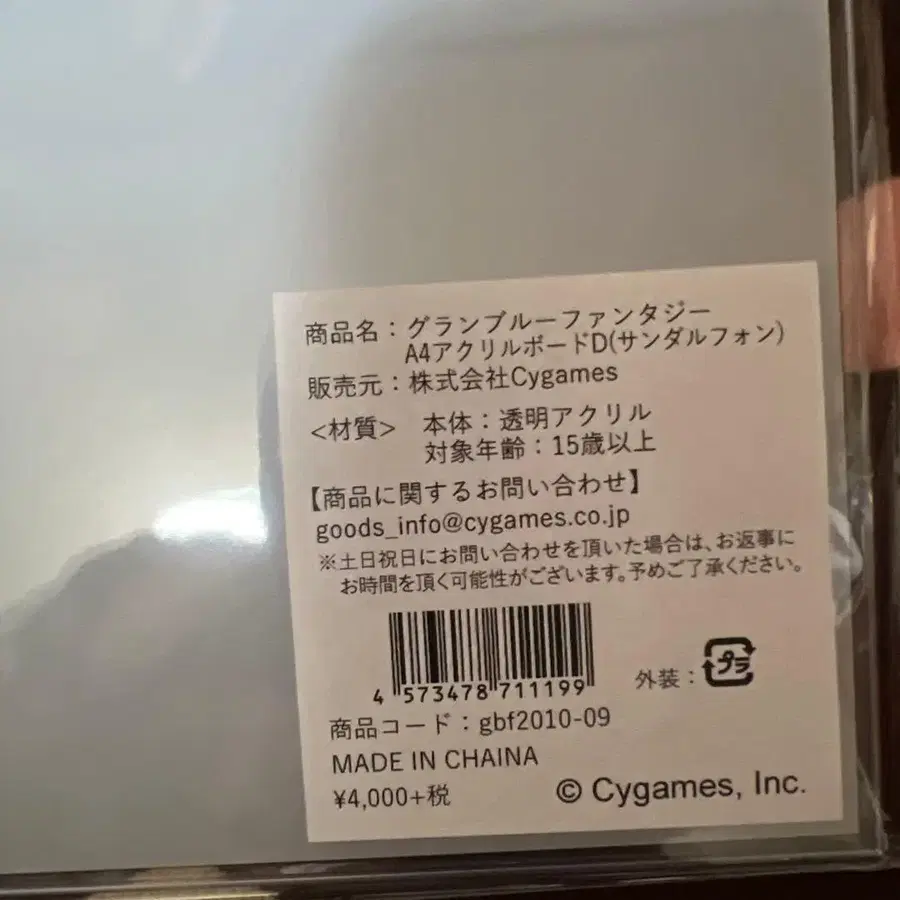 商品名：グランブルーファンタジー
A4アクリルボードD(サンダルフォン)
販売元：株式会社Cygames
<材質>　本体：透明アクリル
対象年齢：15歳以上
【商品に関するお問い合わせ】
goods_info@cygames.co.jp
※土日祝日にお問い合わせを頂いた場合は、お返事に
お時間を頂く可能性がございます。予めご了承ください。
4 573478 711199
外装：プラ
商品コード：gbf2010-09
MADE IN CHAINA
¥4,000+税
© Cygames, Inc.